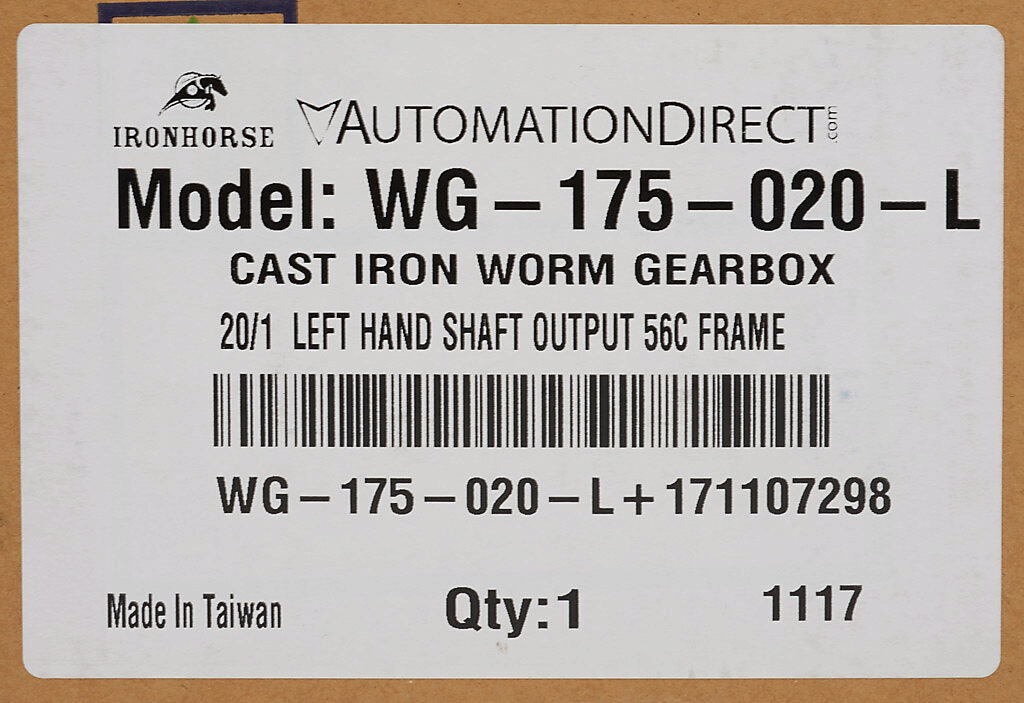 IRONHORSE
AUTOMATIONDIRECT.com
Model: WG-175-020-L
CAST IRON WORM GEARBOX
20/1 LEFT HAND SHAFT OUTPUT 56C FRAME
WG-175-020-L+171107298
Made In Taiwan
Qty:1
1117